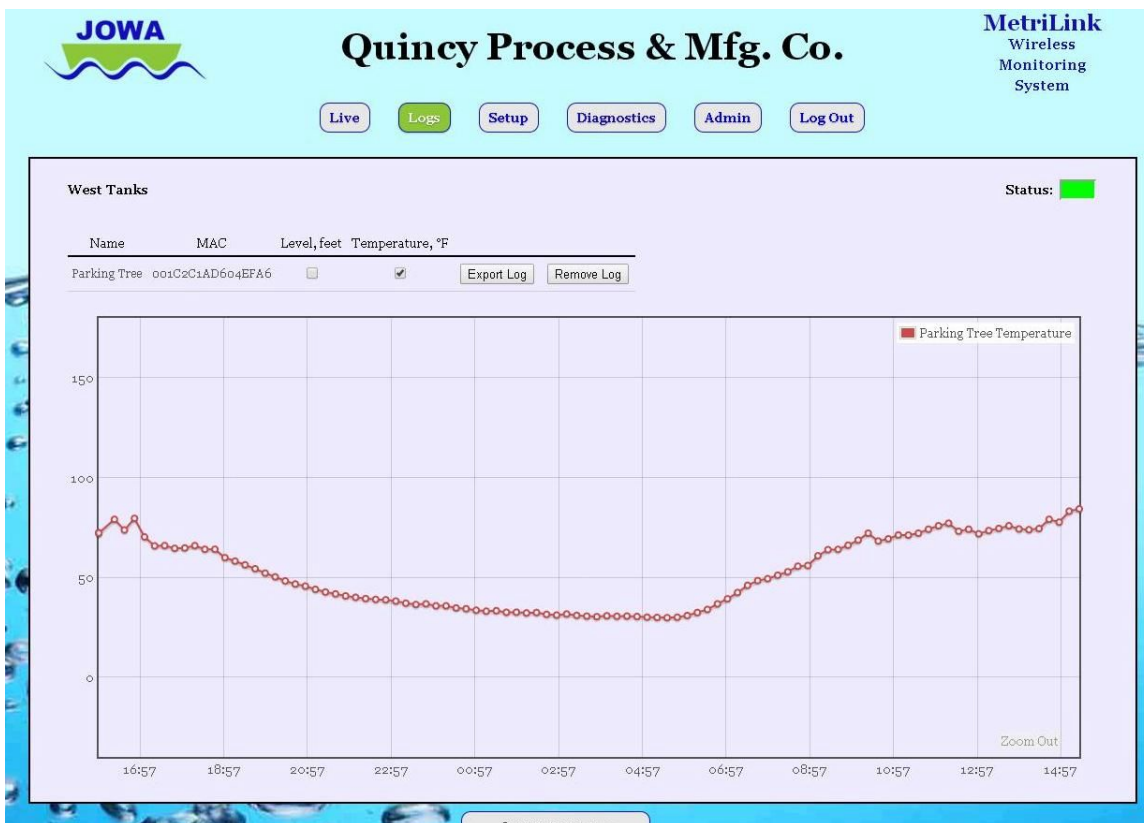 JOWA
Quincy Process & Mfg. Co.
MetriLink
Wireless
Monitoring
System
Live Logs Setup Diagnostics Admin Log Out
West Tanks
Status:
Name MAC Level, feet Temperature, °F
Parking Tree 001C2C1AD604EFA6 Export Log Remove Log
Parking Tree Temperature
150
100
50
0
Zoom Out
16:57 18:57 20:57 22:57 00:57 02:57 04:57 06:57 08:57 10:57 12:57 14:57